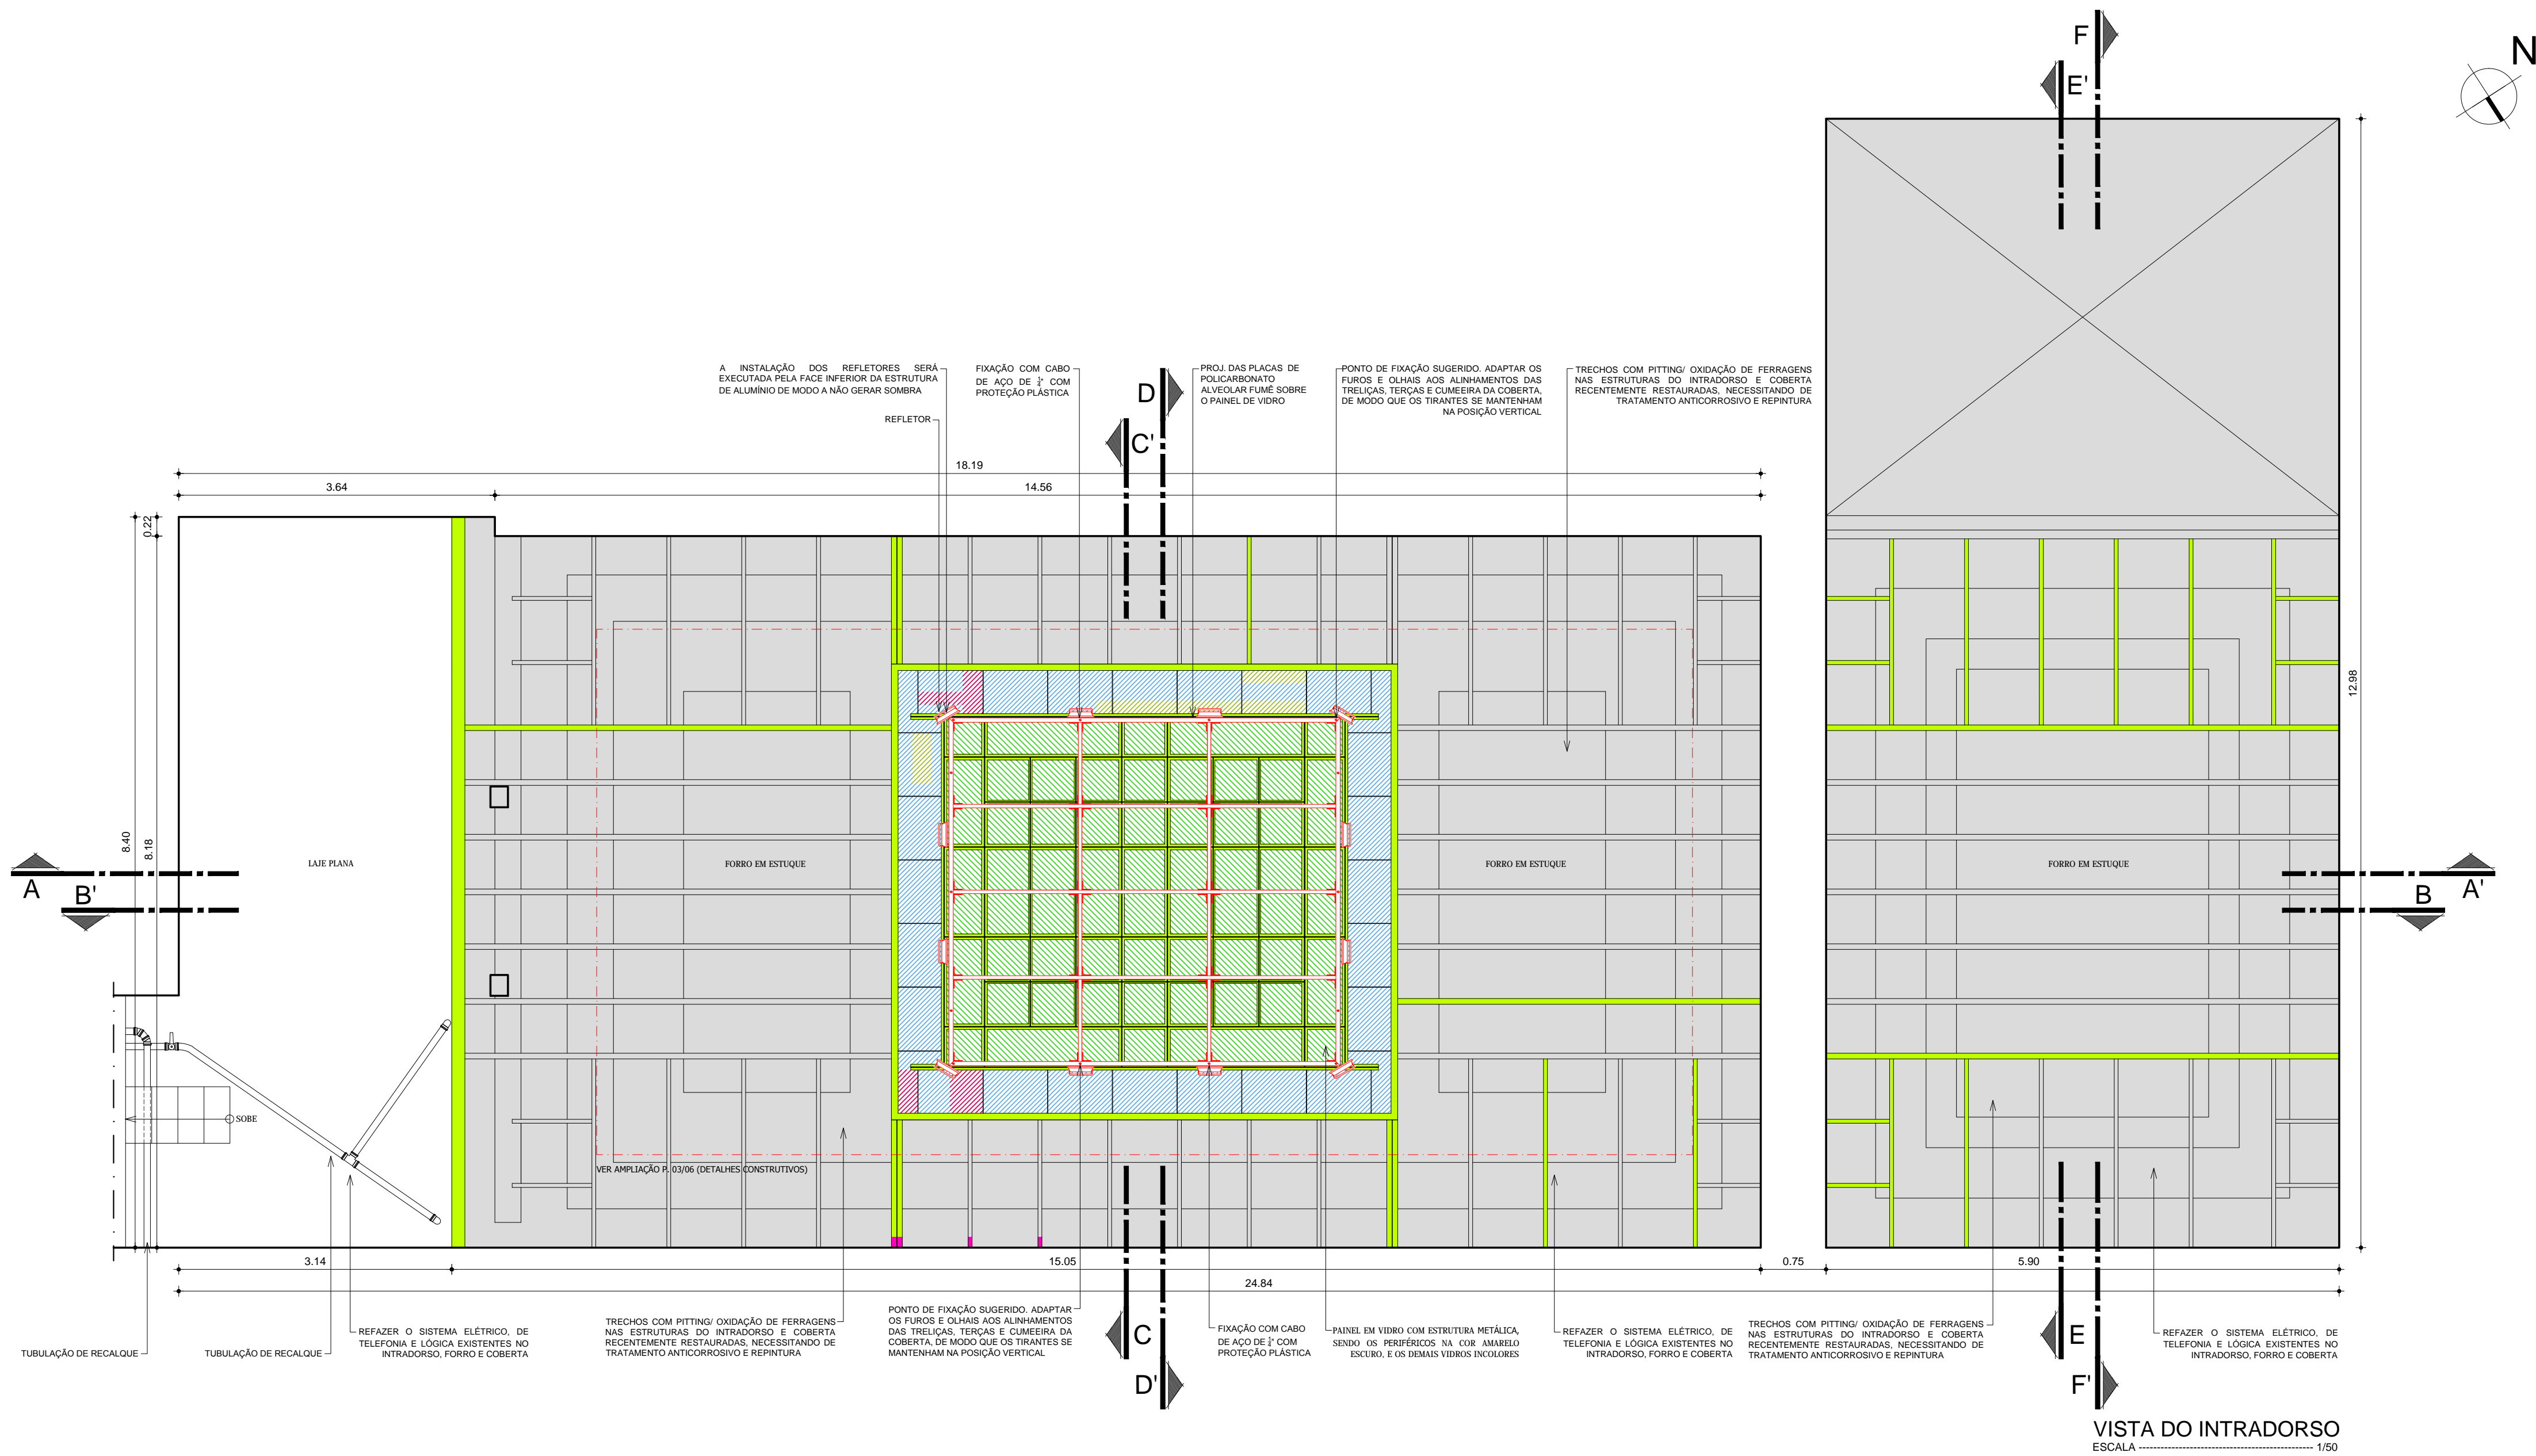 F
N
E'
A INSTALAÇÃO DOS REFLETORES SERÁ
EXECUTADA PELA FACE INFERIOR DA ESTRUTURA
DE ALUMÍNIO DE MODO A NÃO GERAR SOMBRA
REFLETOR
FIXAÇÃO COM CABO
DE AÇO DE " COM
PROTEÇÃO PLÁSTICA
D
C'
PROJ. DAS PLACAS DE
POLICARBONATO
ALVEOLAR FUMÊ SOBRE
O PAINEL DE VIDRO
PONTO DE FIXAÇÃO SUGERIDO. ADAPTAR OS
FUROS E OLHAIS AOS ALINHAMENTOS DAS
TRELIÇAS, TERÇAS E CUMEEIRA DA COBERTA,
DE MODO QUE OS TIRANTES SE MANTENHAM
NA POSIÇÃO VERTICAL
TRECHOS COM PITTING/ OXIDAÇÃO DE FERRAGENS
NAS ESTRUTURAS DO INTRADORSO E COBERTA
RECENTEMENTE RESTAURADAS, NECESSITANDO DE
TRATAMENTO ANTICORROSIVO E REPINTURA
18.19
3.64
14.56
0.22
8.40
8.18
12.98
LAJE PLANA
FORRO EM ESTUQUE
FORRO EM ESTUQUE
FORRO EM ESTUQUE
A
B'
B
A'
SOBE
VER AMPLIAÇÃO P. 03/06 (DETALHES CONSTRUTIVOS)
3.14
15.05
0.75
5.90
24.84
TUBULAÇÃO DE RECALQUE
TUBULAÇÃO DE RECALQUE
REFAZER O SISTEMA ELÉTRICO, DE
TELEFONIA E LÓGICA EXISTENTES NO
INTRADORSO, FORRO E COBERTA
TRECHOS COM PITTING/ OXIDAÇÃO DE FERRAGENS
NAS ESTRUTURAS DO INTRADORSO E COBERTA
RECENTEMENTE RESTAURADAS, NECESSITANDO DE
TRATAMENTO ANTICORROSIVO E REPINTURA
PONTO DE FIXAÇÃO SUGERIDO. ADAPTAR
OS FUROS E OLHAIS AOS ALINHAMENTOS
DAS TRELIÇAS, TERÇAS E CUMEEIRA DA
COBERTA, DE MODO QUE OS TIRANTES SE
MANTENHAM NA POSIÇÃO VERTICAL
C
D'
FIXAÇÃO COM CABO
DE AÇO DE " COM
PROTEÇÃO PLÁSTICA
PAINEL EM VIDRO COM ESTRUTURA METÁLICA,
SENDO OS PERIFÉRICOS NA COR AMARELO
ESCURO, E OS DEMAIS VIDROS INCOLORES
REFAZER O SISTEMA ELÉTRICO, DE
TELEFONIA E LÓGICA EXISTENTES NO
INTRADORSO, FORRO E COBERTA
TRECHOS COM PITTING/ OXIDAÇÃO DE FERRAGENS
NAS ESTRUTURAS DO INTRADORSO E COBERTA
RECENTEMENTE RESTAURADAS, NECESSITANDO DE
TRATAMENTO ANTICORROSIVO E REPINTURA
E
F'
REFAZER O SISTEMA ELÉTRICO, DE
TELEFONIA E LÓGICA EXISTENTES NO
INTRADORSO, FORRO E COBERTA
VISTA DO INTRADORSO
ESCALA ------------------------------------------------ 1/50